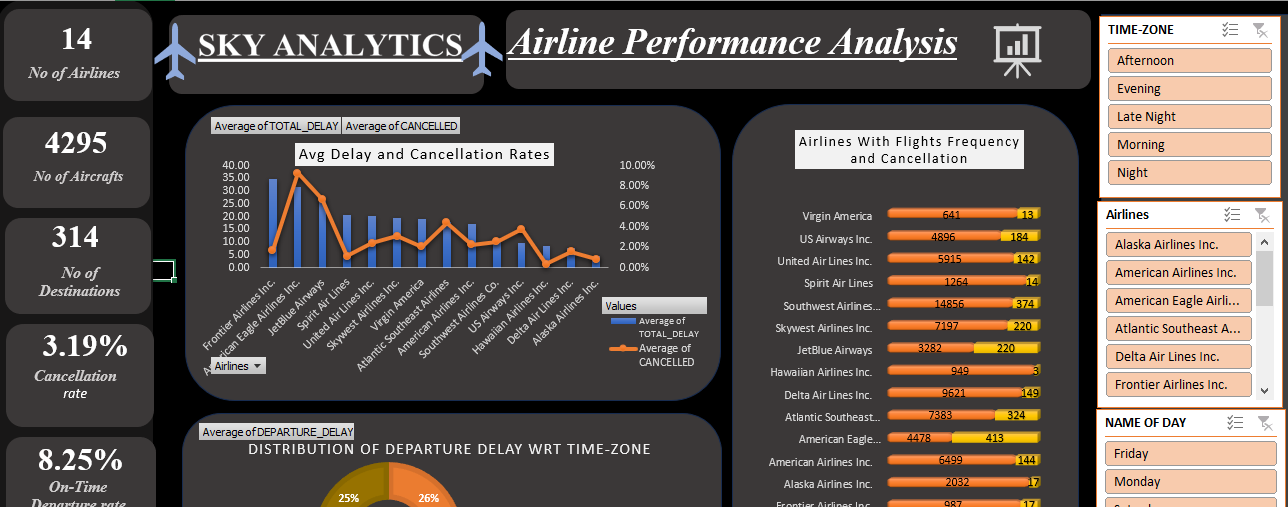 14
No of Airlines
4295
No of Aircrafts
314
No of
Destinations
3.19%
Cancellation
rate
8.25%
On-Time
Departure rate
SKY ANALYTICS
Airline Performance Analysis
Average of TOTAL_DELAY Average of CANCELLED
Avg Delay and Cancellation Rates
40.00
35.00
30.00
25.00
20.00
15.00
10.00
5.00
0.00
10.00%
8.00%
6.00%
4.00%
2.00%
0.00%
Frontier Airlines Inc.
American Eagle Airlines Inc.
JetBlue Airways
Spirit Air Lines
United Air Lines Inc.
Skywest Airlines Inc.
Virgin America
Atlantic Southeast Airlines
American Airlines Inc.
Southwest Airlines Co.
US Airways Inc.
Hawaiian Airlines Inc.
Delta Air Lines Inc.
Alaska Airlines Inc.
Values
Average of
TOTAL_DELAY
Average of
CANCELLED
Airlines
Average of DEPARTURE_DELAY
DISTRIBUTION OF DEPARTURE DELAY WRT TIME-ZONE
25% 26%
Airlines With Flights Frequency
and Cancellation
Virgin America 641 13
US Airways Inc. 4896 184
United Air Lines Inc. 5915 142
Spirit Air Lines 1264 14
Southwest Airlines... 14856 374
Skywest Airlines Inc. 7197 220
JetBlue Airways 3282 220
Hawaiian Airlines Inc. 949 3
Delta Air Lines Inc. 9621 149
Atlantic Southeast... 7383 324
American Eagle... 4478 413
American Airlines Inc. 6499 144
Alaska Airlines Inc. 2032 17
Frontier Airlines Inc. 987 17
TIME-ZONE
Afternoon
Evening
Late Night
Morning
Night
Airlines
Alaska Airlines Inc.
American Airlines Inc.
American Eagle Airli...
Atlantic Southeast A...
Delta Air Lines Inc.
Frontier Airlines Inc.
NAME OF DAY
Friday
Monday